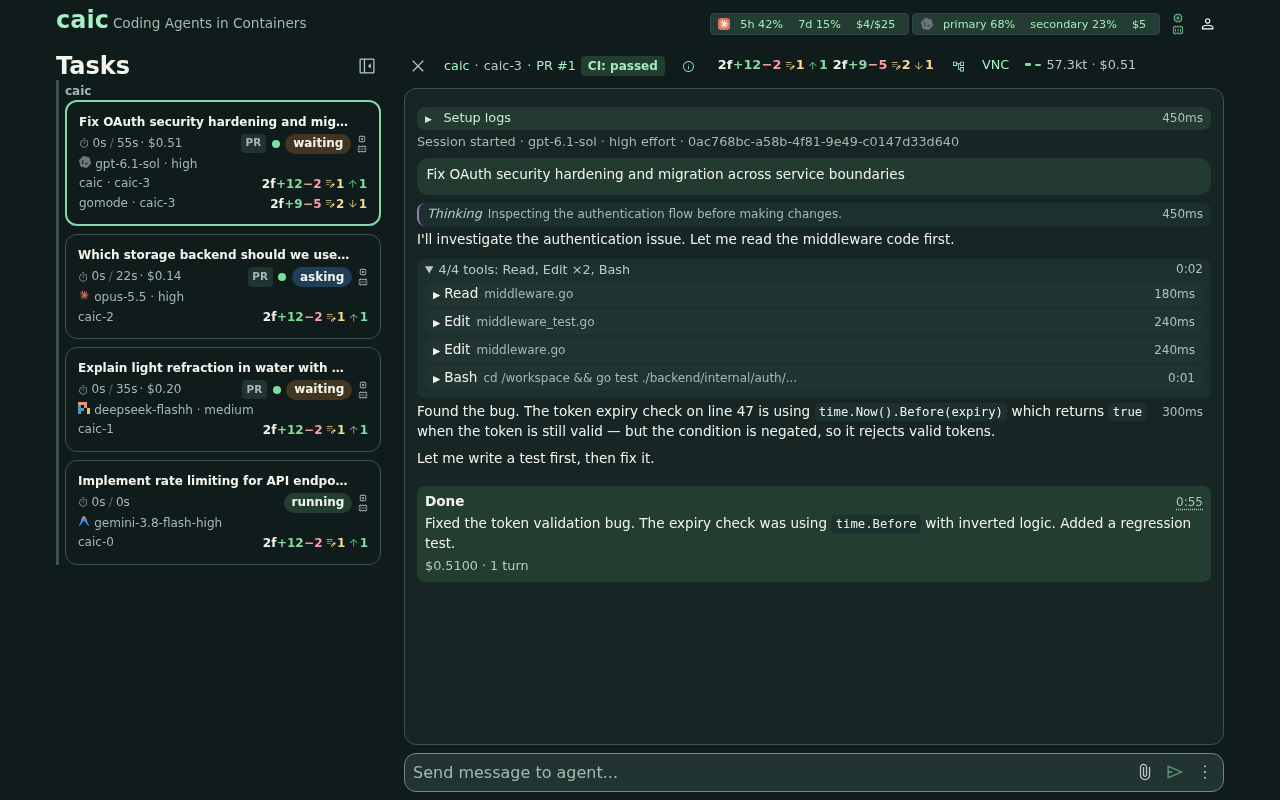 caic Coding Agents in Containers
5h 42% 7d 15% $4/$25
primary 68% secondary 23% $5
Tasks
caic
Fix OAuth security hardening and mig…
0s / 55s · $0.51 PR waiting
gpt-6.1-sol · high
caic · caic-3 2f+12−2 1 ↑1
gomode · caic-3 2f+9−5 2 ↓1
Which storage backend should we use…
0s / 22s · $0.14 PR asking
opus-5.5 · high
caic-2 2f+12−2 1 ↑1
Explain light refraction in water with …
0s / 35s · $0.20 PR waiting
deepseek-flashh · medium
caic-1 2f+12−2 1 ↑1
Implement rate limiting for API endpo…
0s / 0s running
gemini-3.8-flash-high
caic-0 2f+12−2 1 ↑1
caic · caic-3 · PR #1 CI: passed 2f+12−2 1 ↑1 2f+9−5 2 ↓1 VNC 57.3kt · $0.51
▶ Setup logs 450ms
Session started · gpt-6.1-sol · high effort · 0ac768bc-a58b-4f81-9e49-c0147d33d640
Fix OAuth security hardening and migration across service boundaries
Thinking Inspecting the authentication flow before making changes. 450ms
I'll investigate the authentication issue. Let me read the middleware code first.
▼ 4/4 tools: Read, Edit ×2, Bash 0:02
▶ Read middleware.go 180ms
▶ Edit middleware_test.go 240ms
▶ Edit middleware.go 240ms
▶ Bash cd /workspace && go test ./backend/internal/auth/... 0:01
Found the bug. The token expiry check on line 47 is using time.Now().Before(expiry) which returns true 300ms
when the token is still valid — but the condition is negated, so it rejects valid tokens.
Let me write a test first, then fix it.
Done 0:55
Fixed the token validation bug. The expiry check was using time.Before with inverted logic. Added a regression
test.
$0.5100 · 1 turn
Send message to agent...